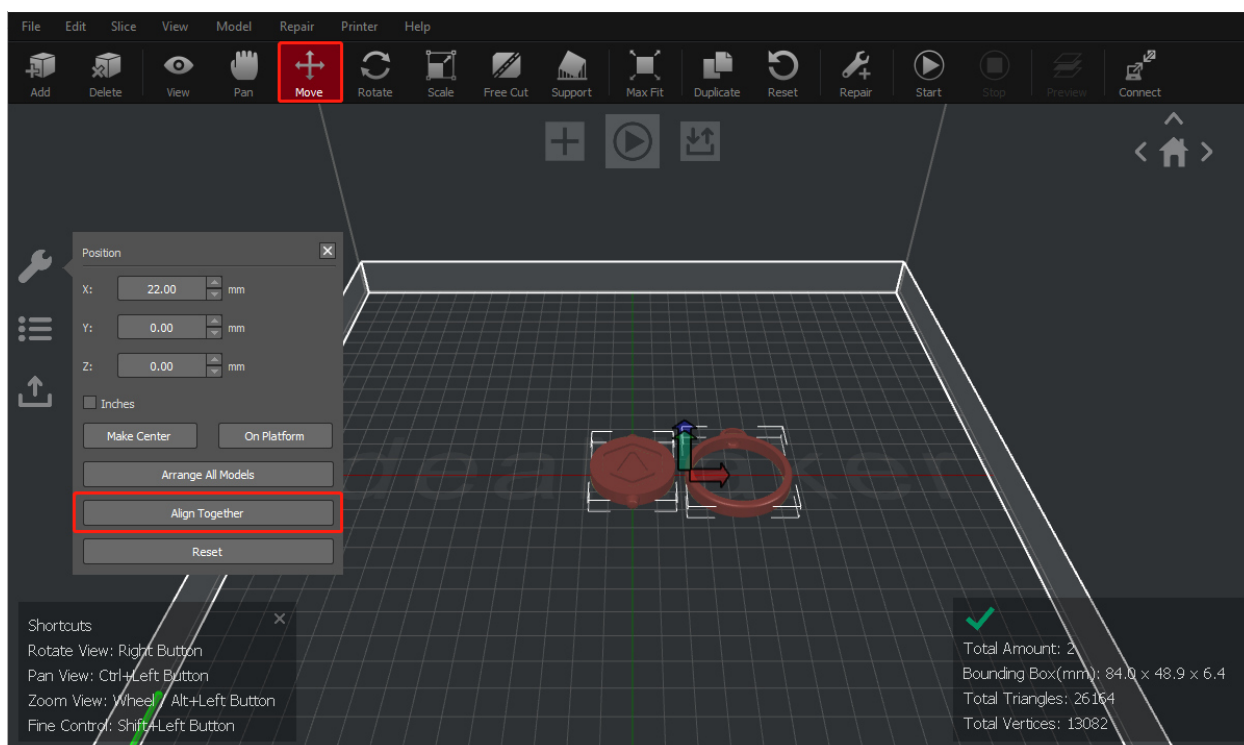 File Edit Slice View Model Repair Printer Help
Add Delete View Pan Move Rotate Scale Free Cut Support Max Fit Duplicate Reset Repair Start Stop Preview Connect
Position
X: 22.00 mm
Y: 0.00 mm
Z: 0.00 mm
Inches
Make Center On Platform
Arrange All Models
Align Together
Reset
ideaMaker
Shortcuts
Rotate View: Right Button
Pan View: Ctrl+Left Button
Zoom View: Wheel / Alt+Left Button
Fine Control: Shift+Left Button
Total Amount: 2
Bounding Box(mm): 84.0 × 48.9 × 6.4
Total Triangles: 26164
Total Vertices: 13082